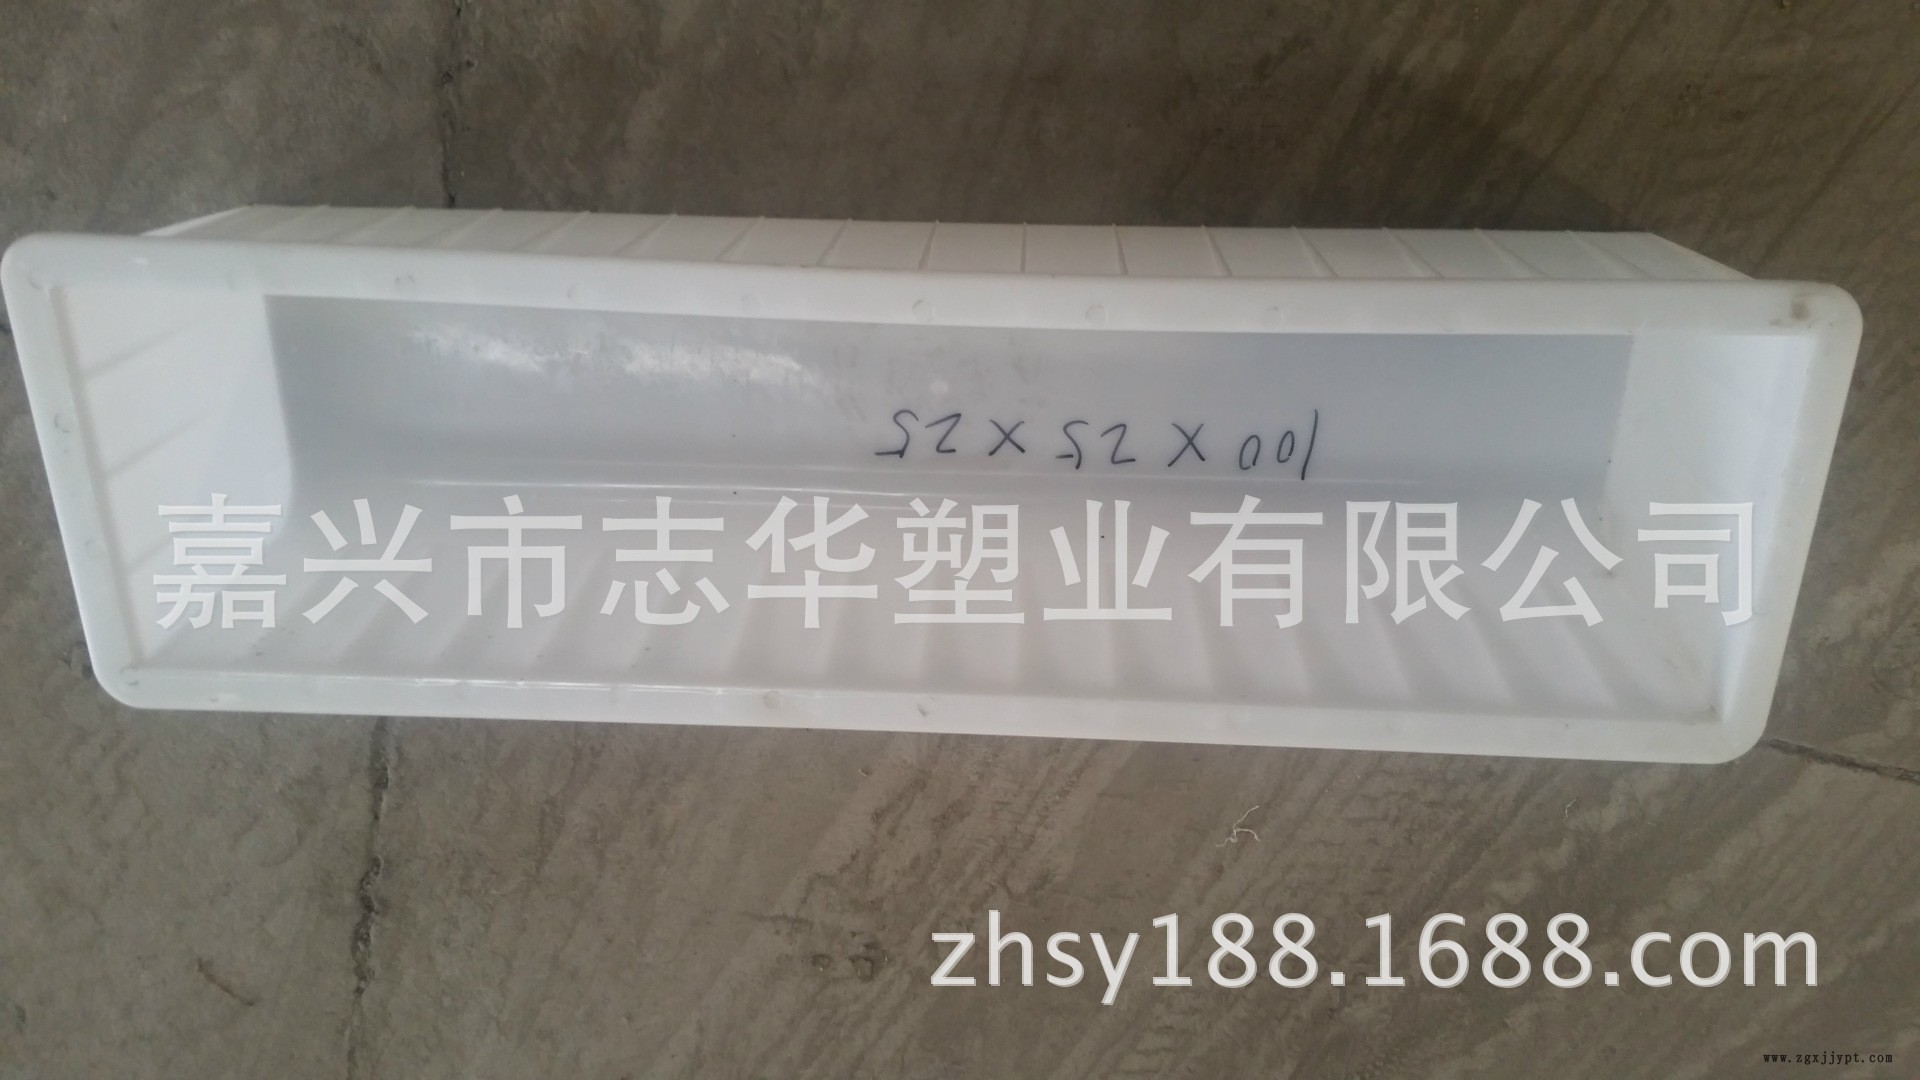 100 X 25 X 25
嘉兴市志华塑业有限公司
zhsy188.1688.com
www.zgxjjypt.com